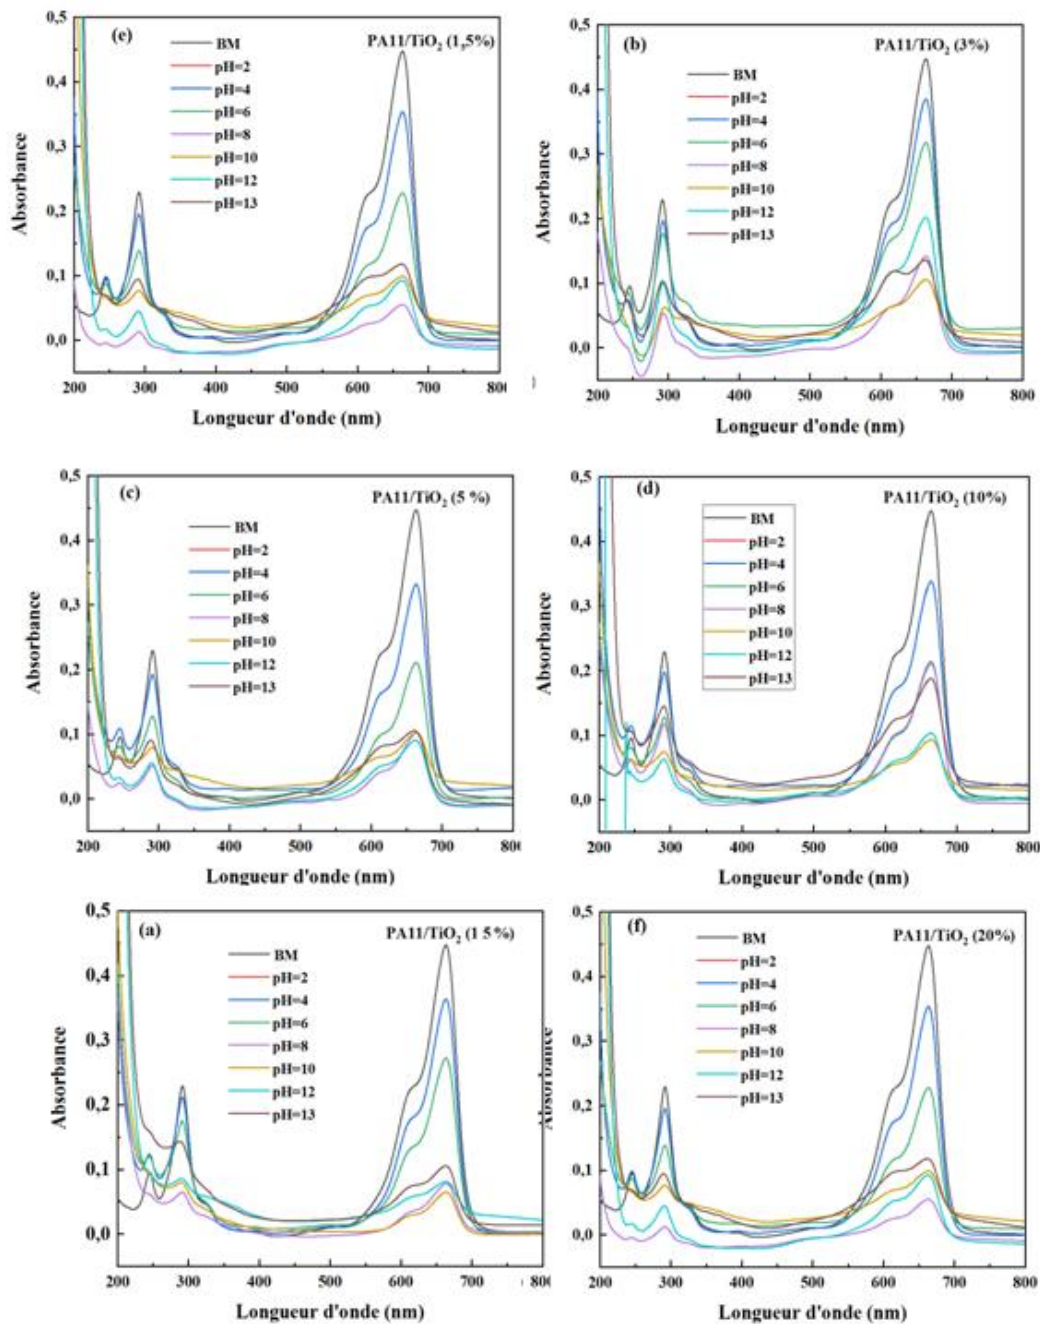 (e)
PA11/TiO2 (1,5%)
BM
pH=2
pH=4
pH=6
pH=8
pH=10
pH=12
pH=13
0,5
0,4
0,3
0,2
0,1
0,0
Absorbance
200 300 400 500 600 700 800
Longueur d'onde (nm)
(b)
PA11/TiO2 (3%)
BM
pH=2
pH=4
pH=6
pH=8
pH=10
pH=12
pH=13
0,5
0,4
0,3
0,2
0,1
0,0
Absorbance
200 300 400 500 600 700 800
Longueur d'onde (nm)
(c)
PA11/TiO2 (5 %)
BM
pH=2
pH=4
pH=6
pH=8
pH=10
pH=12
pH=13
0,5
0,4
0,3
0,2
0,1
0,0
Absorbance
200 300 400 500 600 700 800
Longueur d'onde (nm)
(d)
PA11/TiO2 (10%)
BM
pH=2
pH=4
pH=6
pH=8
pH=10
pH=12
pH=13
0,5
0,4
0,3
0,2
0,1
0,0
Absorbance
200 300 400 500 600 700 800
Longueur d'onde (nm)
(a)
PA11/TiO2 (1 5 %)
BM
pH=2
pH=4
pH=6
pH=8
pH=10
pH=12
pH=13
0,5
0,4
0,3
0,2
0,1
0,0
Absorbance
200 300 400 500 600 700 800
Longueur d'onde (nm)
(f)
PA11/TiO2 (20%)
BM
pH=2
pH=4
pH=6
pH=8
pH=10
pH=12
pH=13
0,5
0,4
0,3
0,2
0,1
0,0
Absorbance
200 300 400 500 600 700 800
Longueur d'onde (nm)